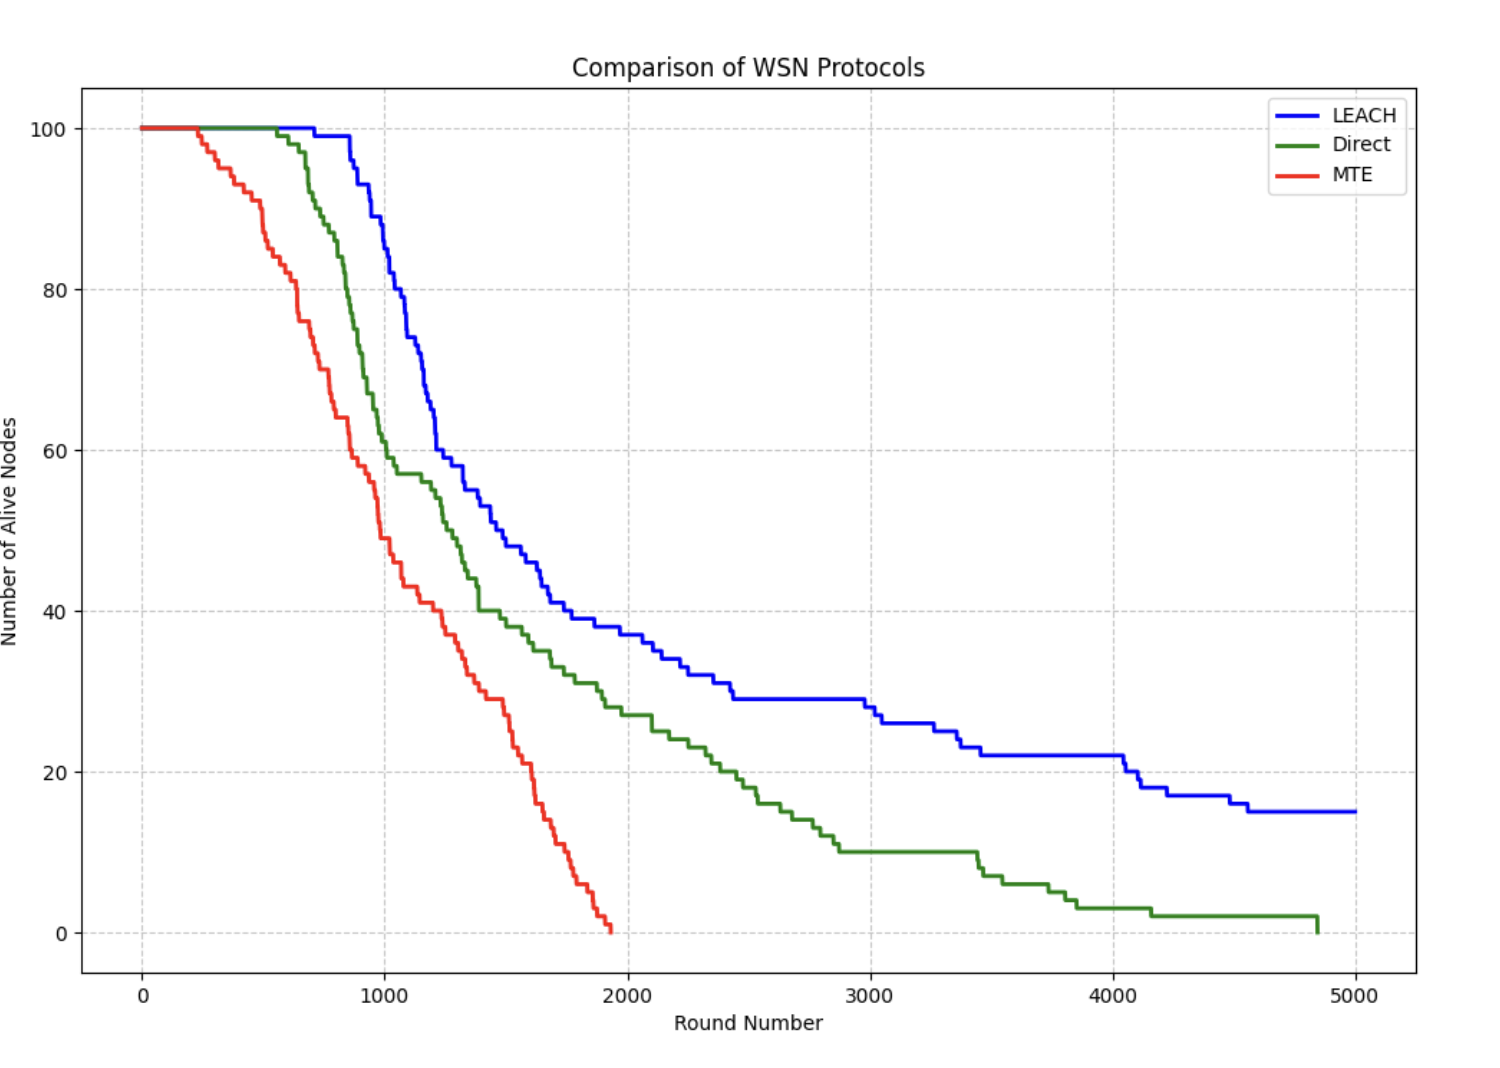 Comparison of WSN Protocols
LEACH
Direct
MTE
Number of Alive Nodes
100
80
60
40
20
0
0 1000 2000 3000 4000 5000
Round Number